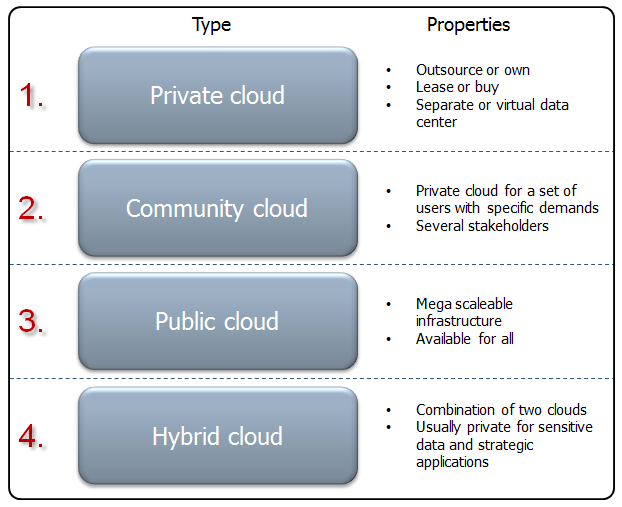 Type
Properties
1.
Private cloud
• Outsource or own
• Lease or buy
• Separate or virtual data
center
2.
Community cloud
• Private cloud for a set of
users with specific demands
• Several stakeholders
3.
Public cloud
• Mega scaleable
infrastructure
• Available for all
4.
Hybrid cloud
• Combination of two clouds
• Usually private for sensitive
data and strategic
applications